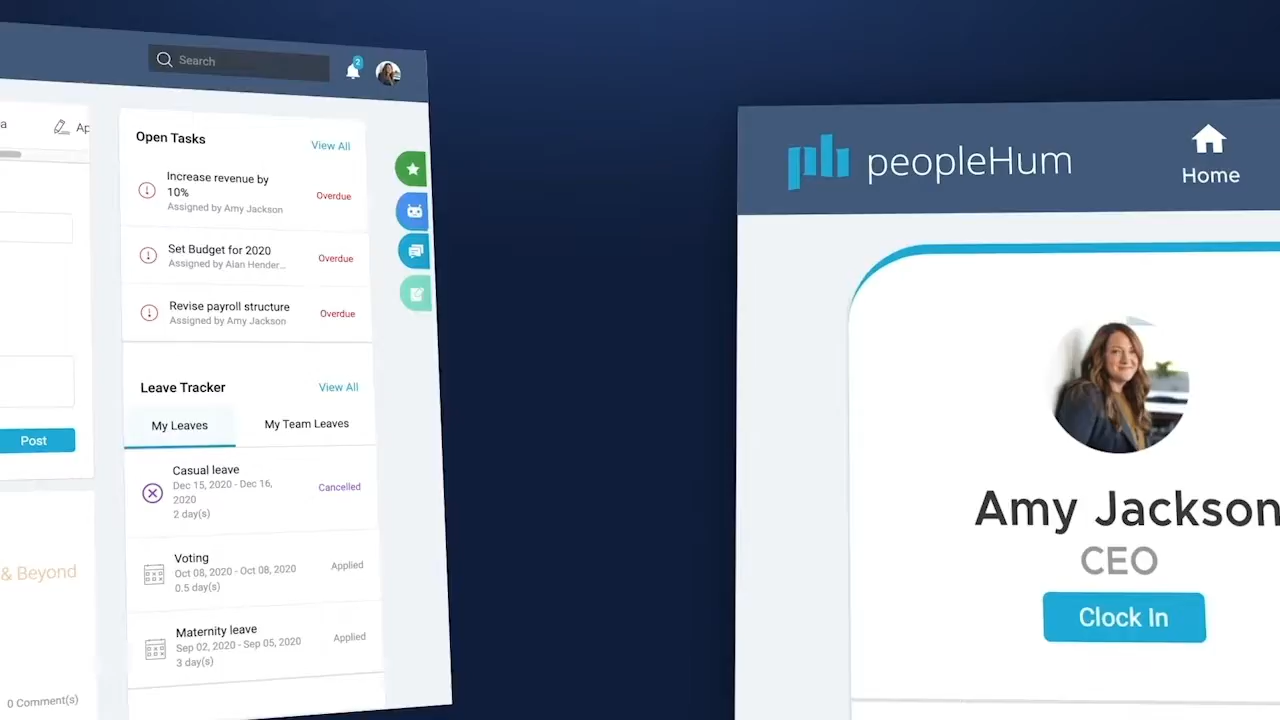 Search
2
a
Ap
Open Tasks
View All
Increase revenue by
10%
Assigned by Amy Jackson
Overdue
Set Budget for 2020
Assigned by Alan Hender...
Overdue
Revise payroll structure
Assigned by Amy Jackson
Overdue
Leave Tracker
View All
My Leaves
My Team Leaves
Post
Casual leave
Dec 15, 2020 - Dec 16,
2020
2 day(s)
Cancelled
Voting
Oct 08, 2020 - Oct 08, 2020
0.5 day(s)
Applied
& Beyond
Maternity leave
Sep 02, 2020 - Sep 05, 2020
3 day(s)
Applied
0 Comment(s)
peopleHum
Home
Amy Jackson
CEO
Clock In